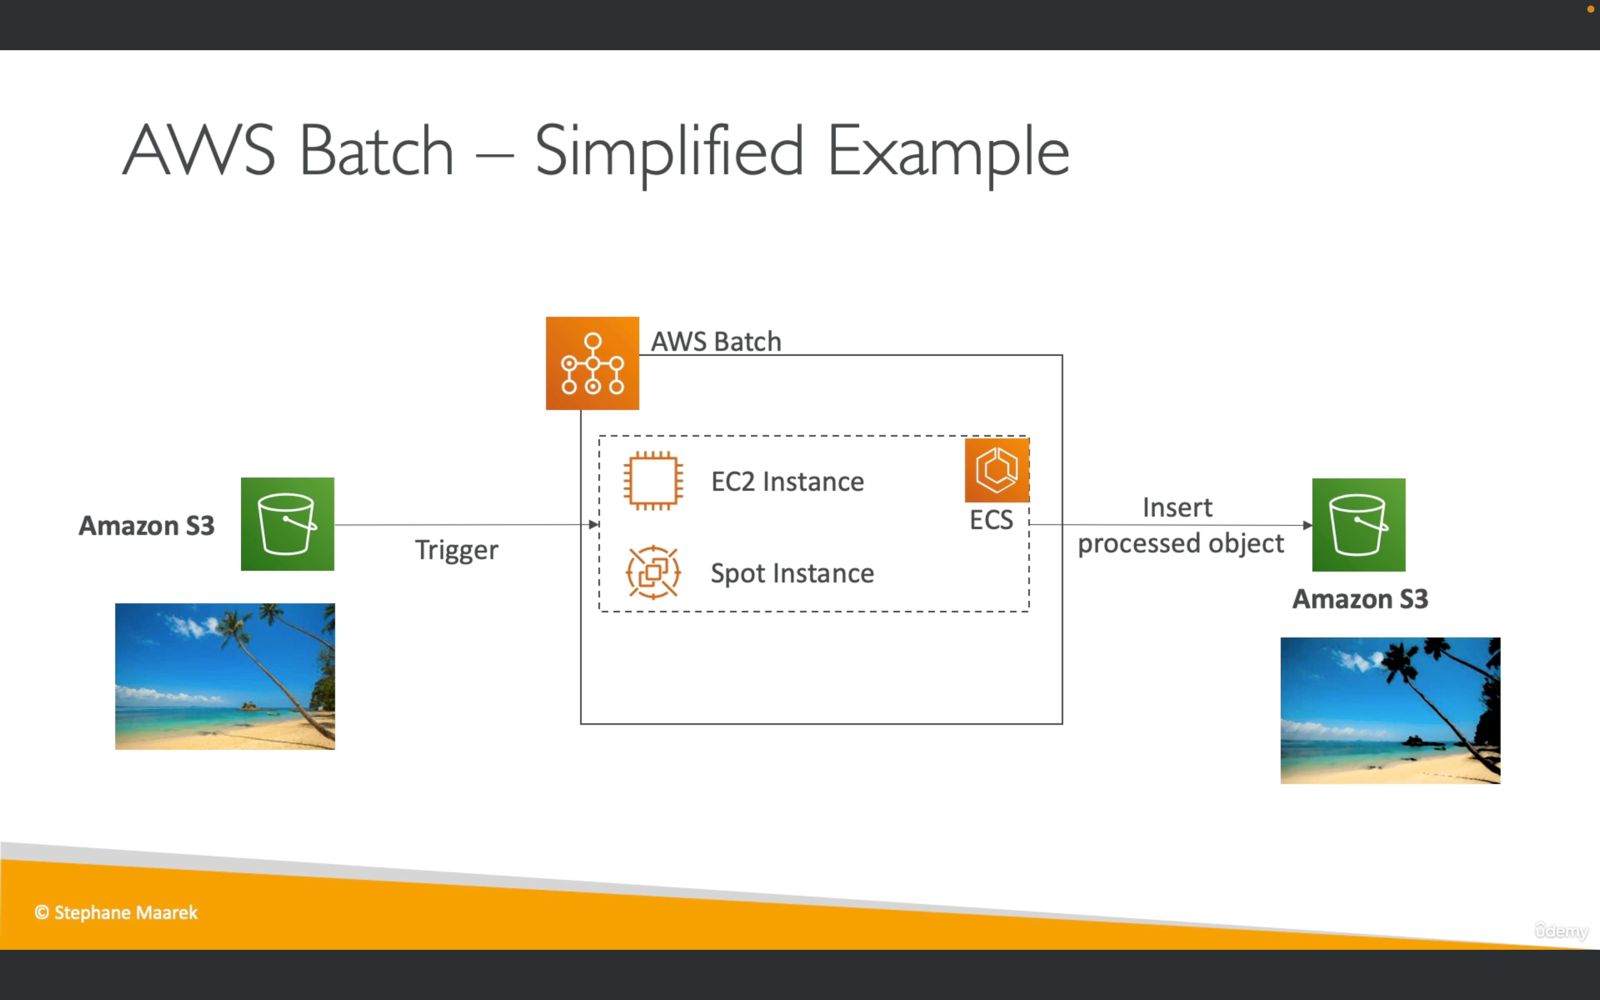 AWS Batch – Simplified Example
AWS Batch
EC2 Instance
ECS
Spot Instance
Amazon S3
Trigger
Insert
processed object
Amazon S3
© Stephane Maarek
ûdemy